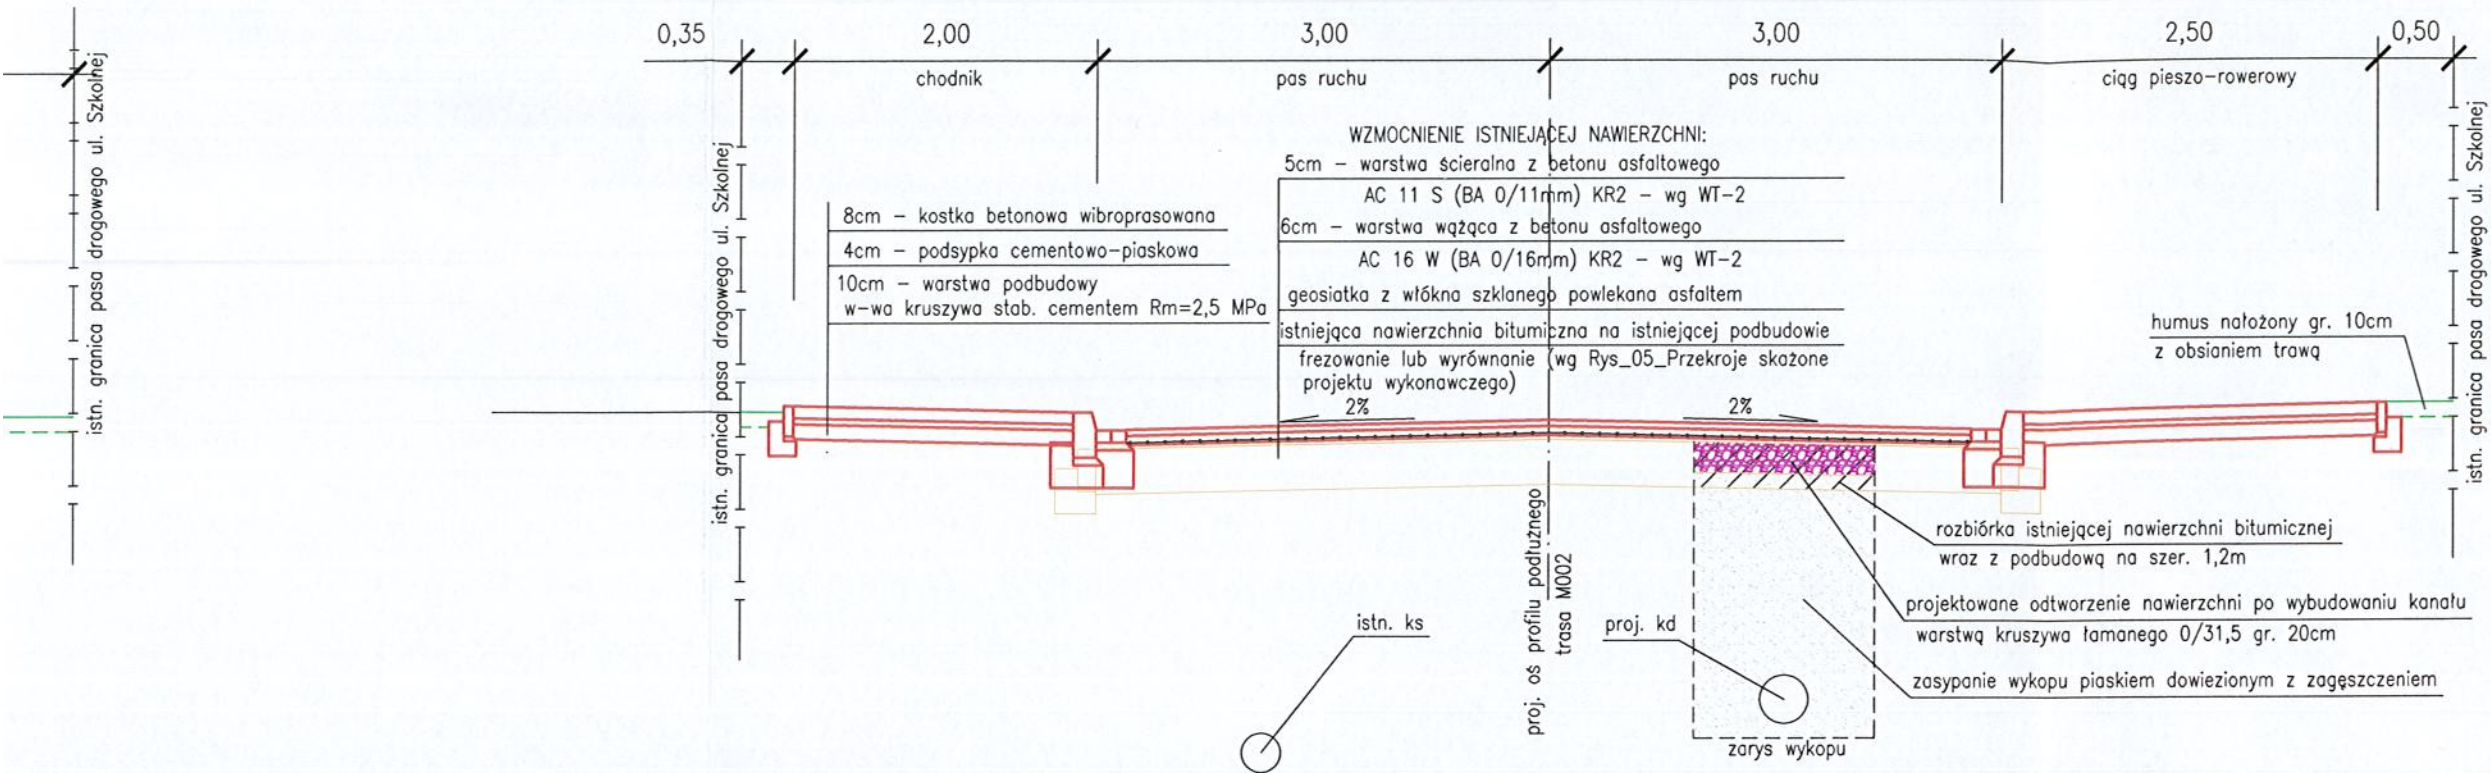 0,35
2,00
3,00
3,00
2,50
0,50
chodnik
pas ruchu
pas ruchu
ciąg pieszo-rowerowy
istn. granica pasa drogowego ul. Szkolnej
istn. granica pasa drogowego ul. Szkolnej
8cm - kostka betonowa wibroprasowana
4cm - podsypka cementowo-piaskowa
10cm - warstwa podbudowy
w-wa kruszywa stab. cementem Rm=2,5 MPa
WZMOCNIENIE ISTNIEJĄCEJ NAWIERZCHNI:
5cm - warstwa ścieralna z betonu asfaltowego
AC 11 S (BA 0/11mm) KR2 - wg WT-2
6cm - warstwa wążąca z betonu asfaltowego
AC 16 W (BA 0/16mm) KR2 - wg WT-2
geosiatka z włókna szklanego powlekana asfaltem
istniejąca nawierzchnia bitumiczna na istniejącej podbudowie
frezowanie lub wyrównanie (wg Rys_05_Przekroje skażone
projektu wykonawczego)
2%
2%
humus nałożony gr. 10cm
z obsianiem trawą
istn. granica pasa drogowego ul. Szkolnej
rozbiórka istniejącej nawierzchni bitumicznej
wraz z podbudową na szer. 1,2m
projektowane odtworzenie nawierzchni po wybudowaniu kanału
warstwą kruszywa łamanego 0/31,5 gr. 20cm
zasypanie wykopu piaskiem dowiezionym z zagęszczeniem
istn. ks
proj. oś profilu podłużnego
trasa M002
proj. kd
zarys wykopu